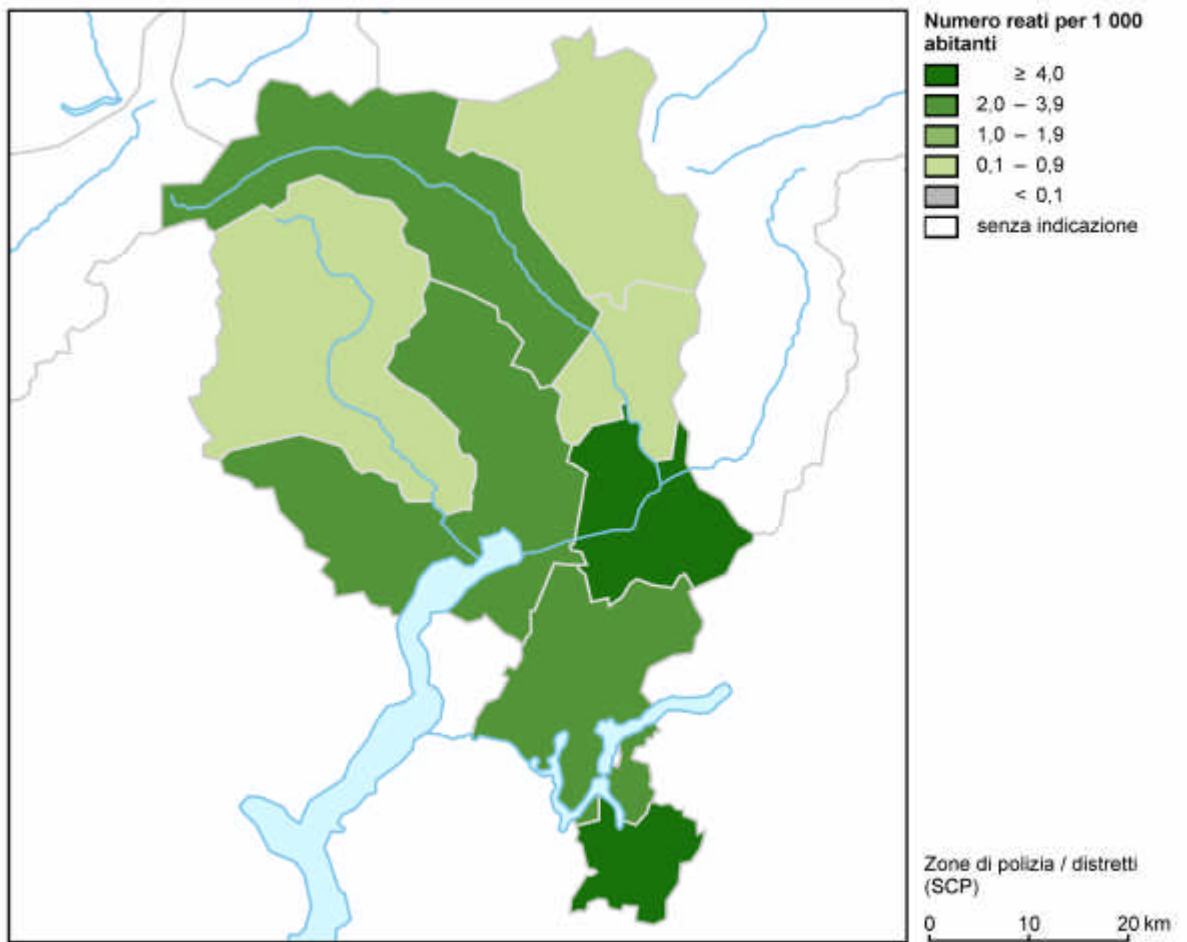 Numero reati per 1 000
abitanti
≥ 4,0
2,0 – 3,9
1,0 – 1,9
0,1 – 0,9
< 0,1
senza indicazione
Zone di polizia / distretti
(SCP)
0 10 20 km